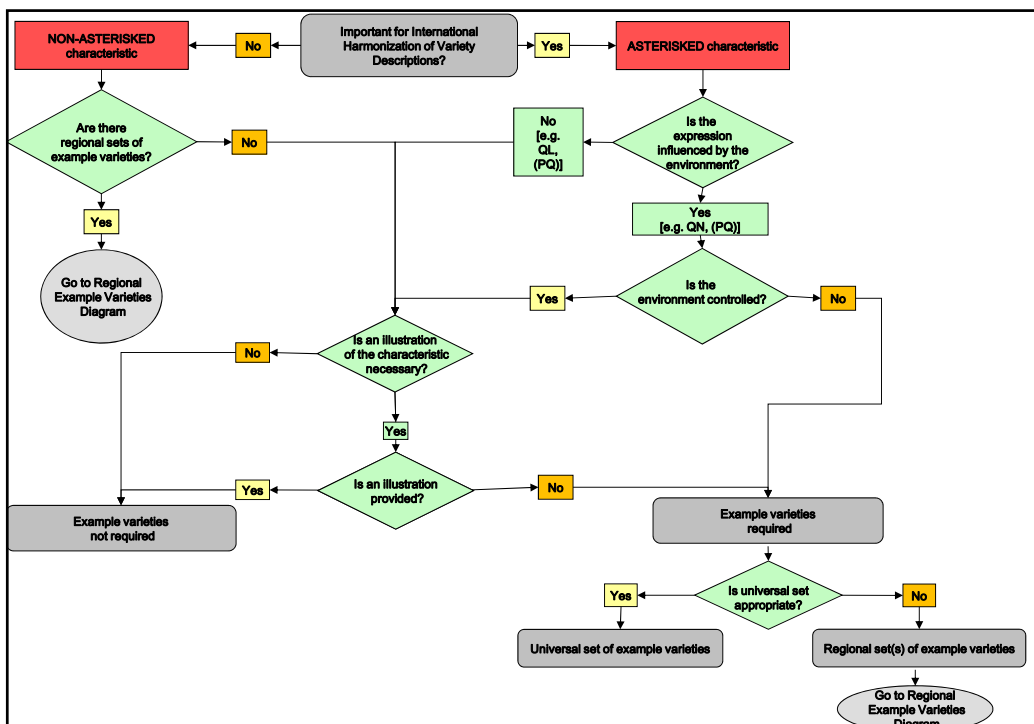 NON-ASTERISKED
characteristic
No
Important for International
Harmonization of Variety
Descriptions?
Yes
ASTERISKED characteristic
Are there
regional sets of
example varieties?
No
No
[e.g.
QL,
(PQ)]
Is the
expression
influenced by the
environment?
Yes
Yes
[e.g. QN, (PQ)]
Go to Regional
Example Varieties
Diagram
Yes
Is the
environment controlled?
No
No
Is an illustration
of the characteristic
necessary?
Yes
Yes
Is an illustration
provided?
No
Example varieties
not required
Example varieties
required
Yes
Is universal set
appropriate?
No
Universal set of example varieties
Regional set(s) of example varieties
Go to Regional
Example Varieties
Diagram